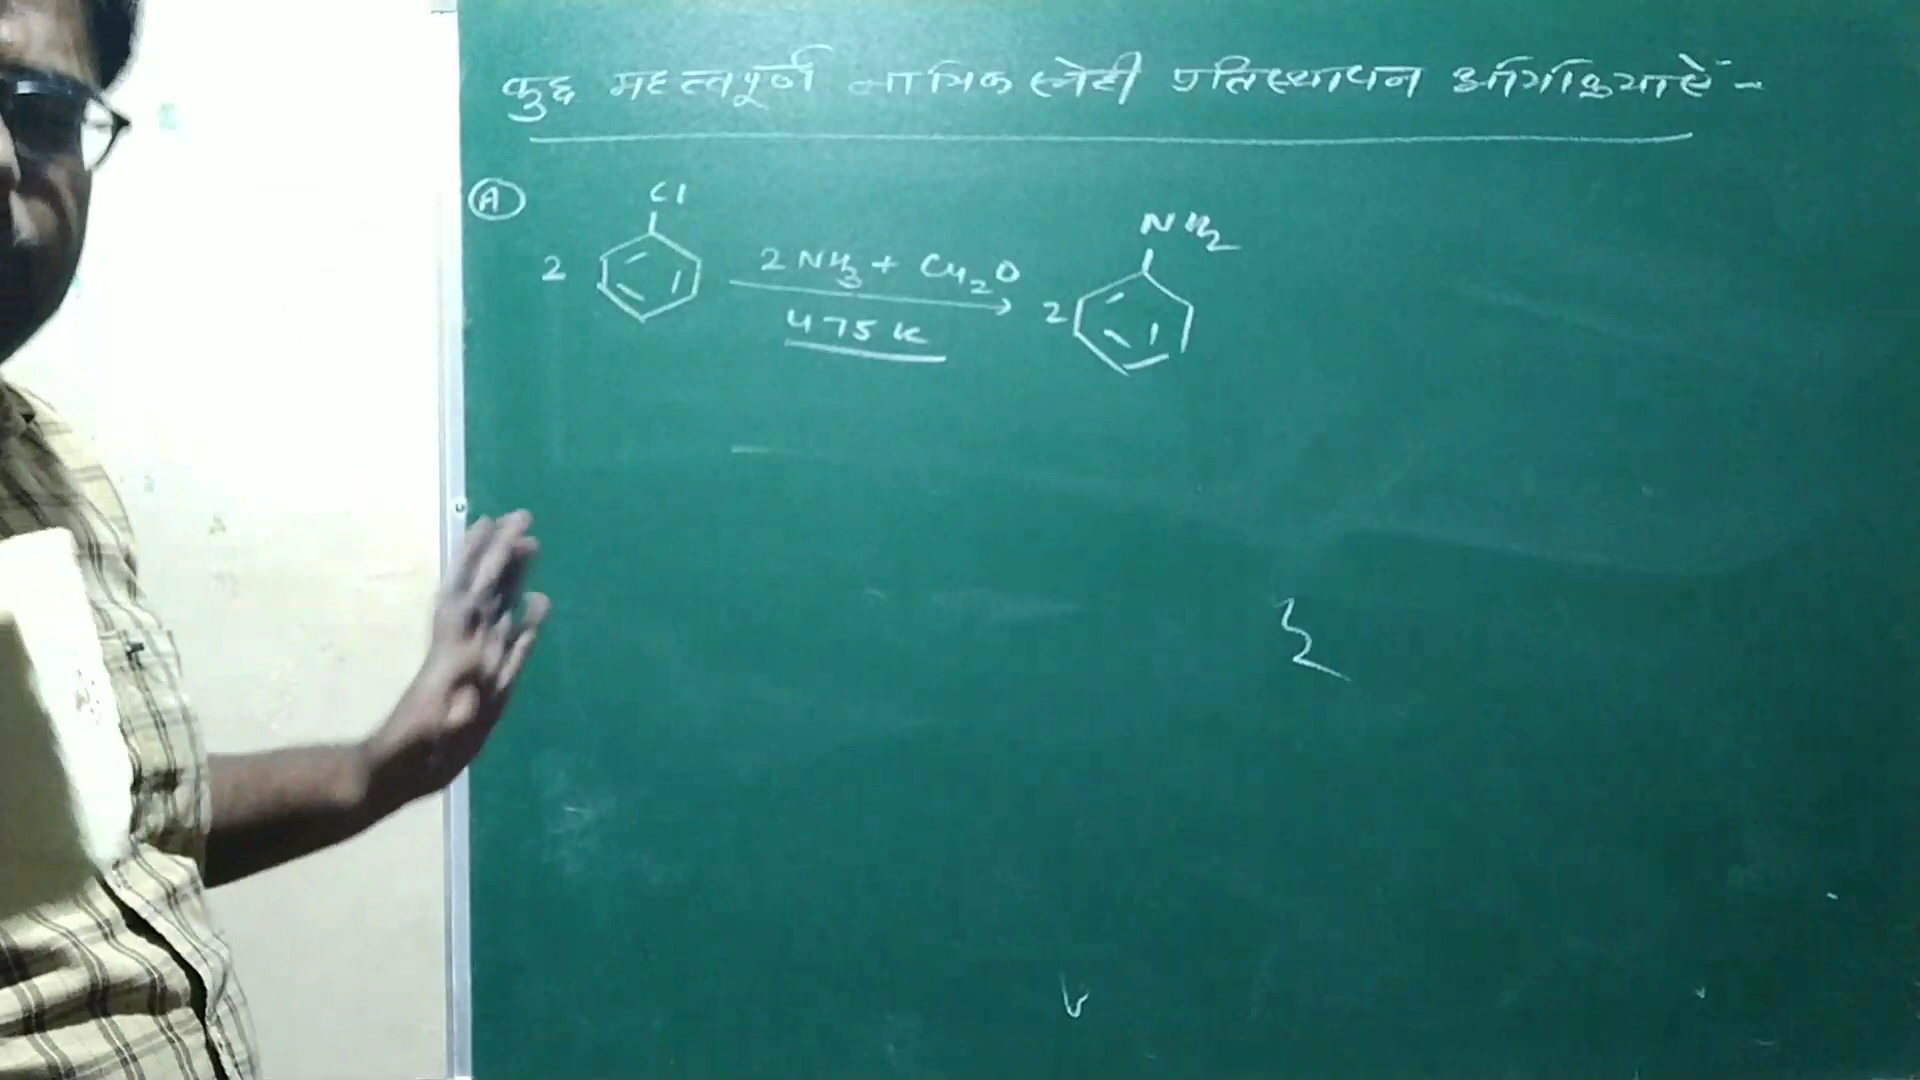 कुछ महत्वपूर्ण नाभिक स्नेही प्रतिस्थापन अभिक्रियाऐं -
A
Cl
NH2
2 2NH3 + Cu2O 2
475 K